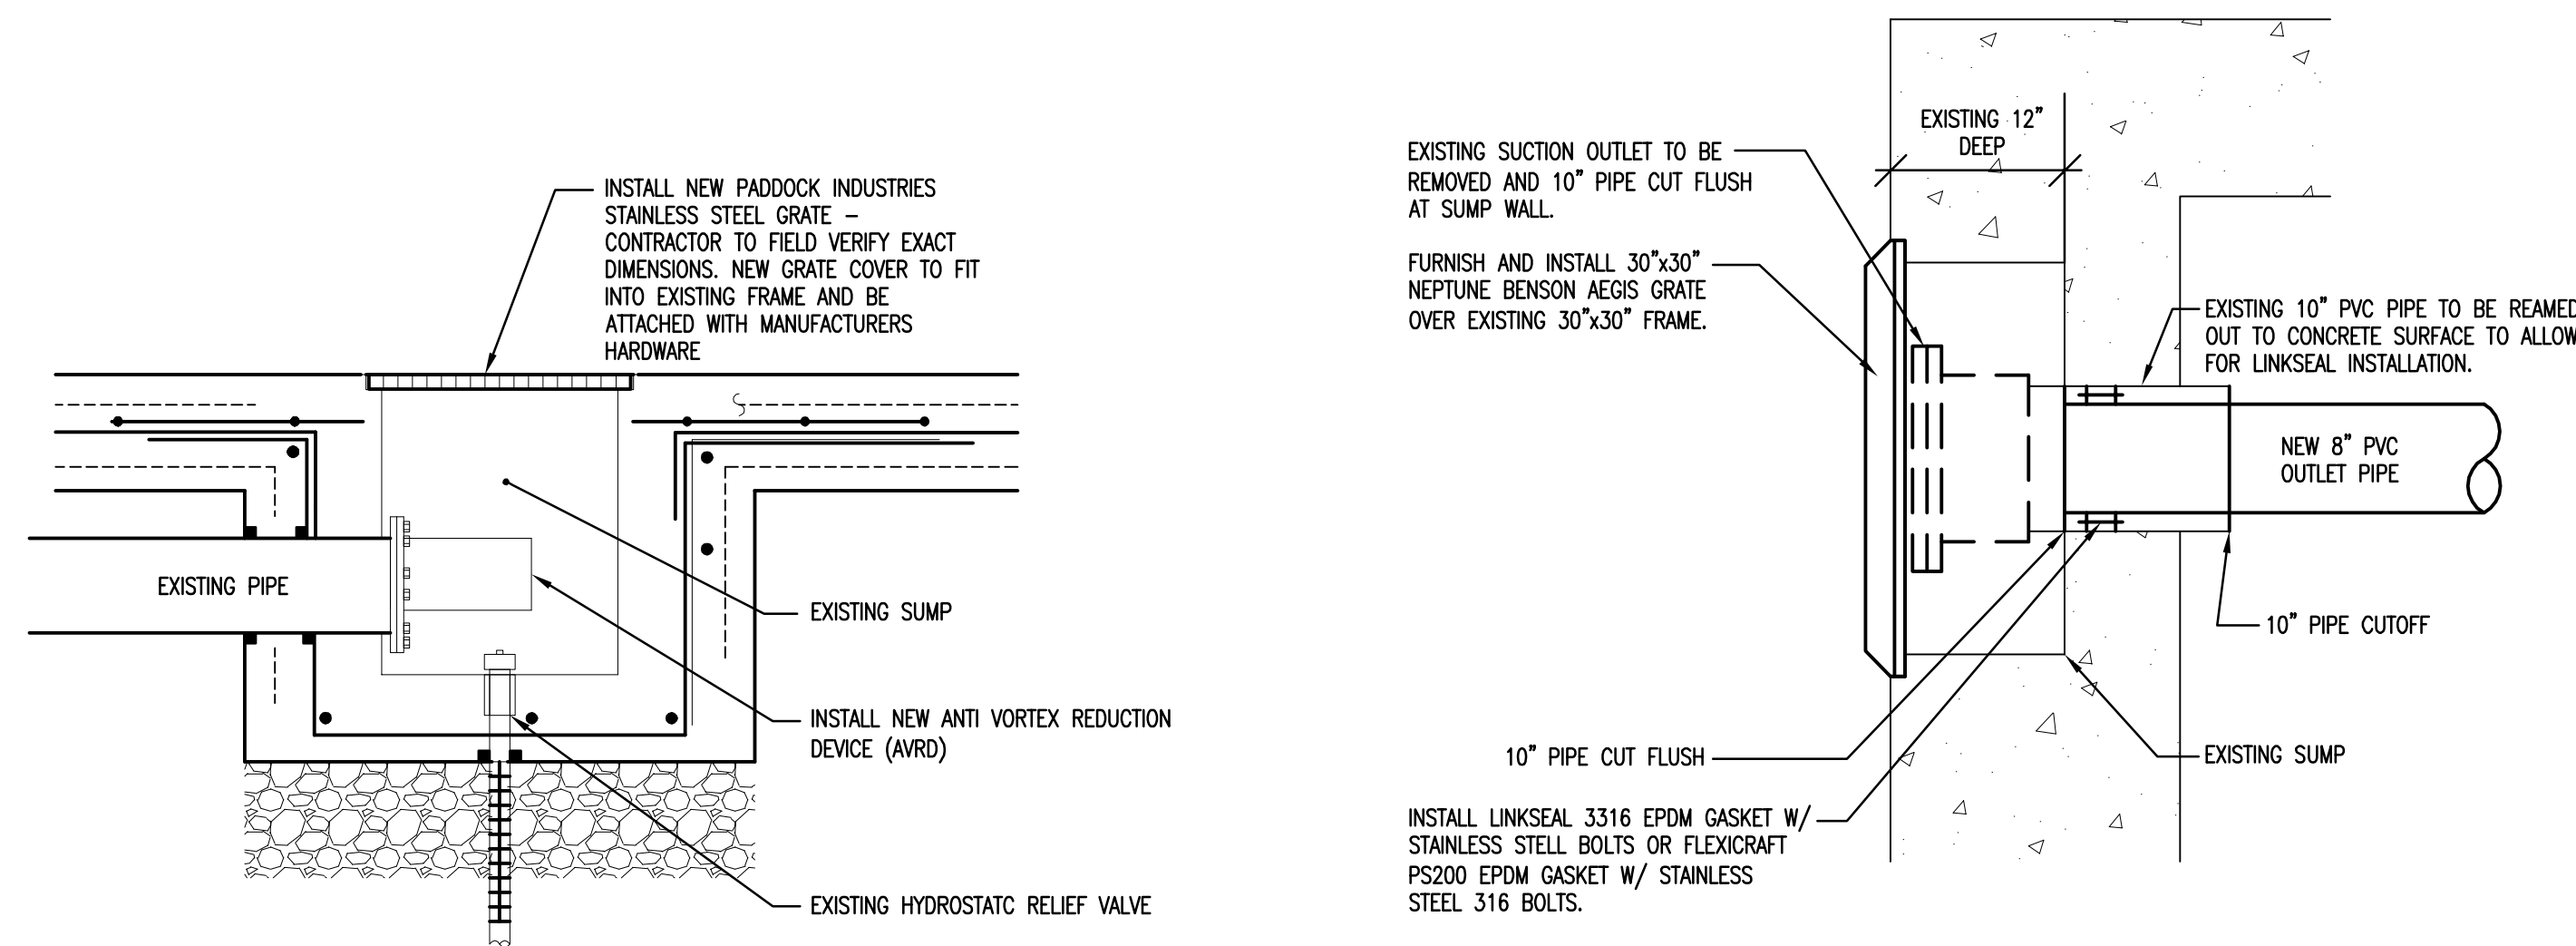 INSTALL NEW PADDOCK INDUSTRIES
STAINLESS STEEL GRATE –
CONTRACTOR TO FIELD VERIFY EXACT
DIMENSIONS. NEW GRATE COVER TO FIT
INTO EXISTING FRAME AND BE
ATTACHED WITH MANUFACTURERS
HARDWARE
EXISTING PIPE
EXISTING SUMP
INSTALL NEW ANTI VORTEX REDUCTION
DEVICE (AVRD)
EXISTING HYDROSTATC RELIEF VALVE
EXISTING 12"
DEEP
EXISTING SUCTION OUTLET TO BE
REMOVED AND 10" PIPE CUT FLUSH
AT SUMP WALL.
FURNISH AND INSTALL 30"x30"
NEPTUNE BENSON AEGIS GRATE
OVER EXISTING 30"x30" FRAME.
EXISTING 10" PVC PIPE TO BE REAMED
OUT TO CONCRETE SURFACE TO ALLOW
FOR LINKSEAL INSTALLATION.
NEW 8" PVC
OUTLET PIPE
10" PIPE CUTOFF
10" PIPE CUT FLUSH
EXISTING SUMP
INSTALL LINKSEAL 3316 EPDM GASKET W/
STAINLESS STELL BOLTS OR FLEXICRAFT
PS200 EPDM GASKET W/ STAINLESS
STEEL 316 BOLTS.